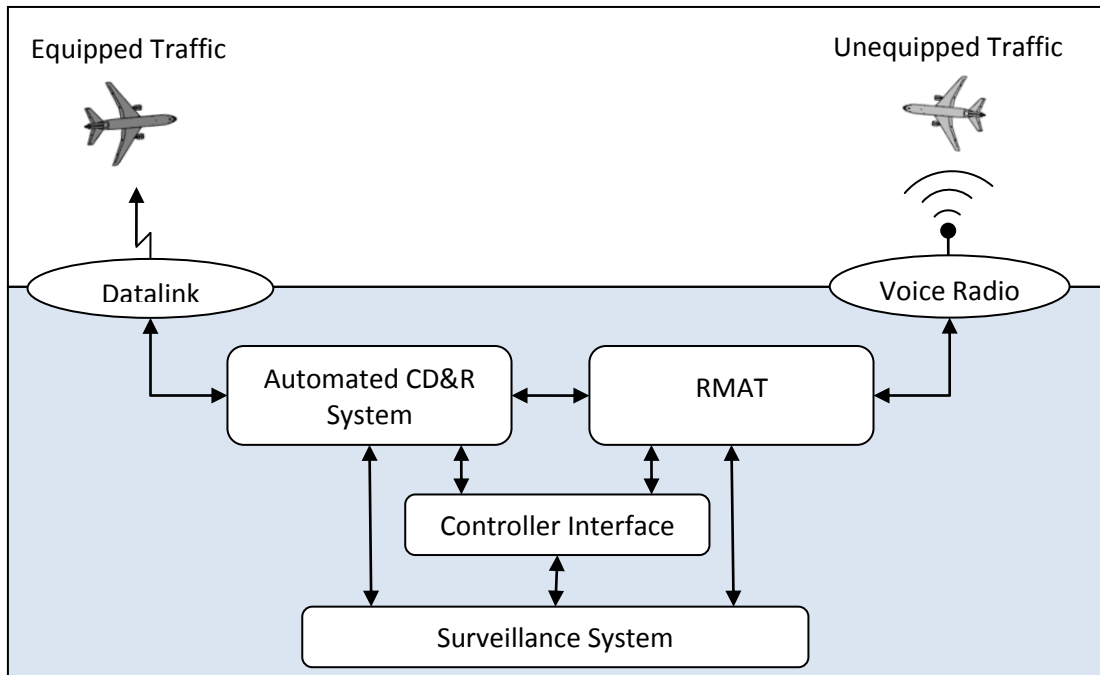 Equipped Traffic
Unequipped Traffic
Datalink
Voice Radio
Automated CD&R
System
RMAT
Controller Interface
Surveillance System